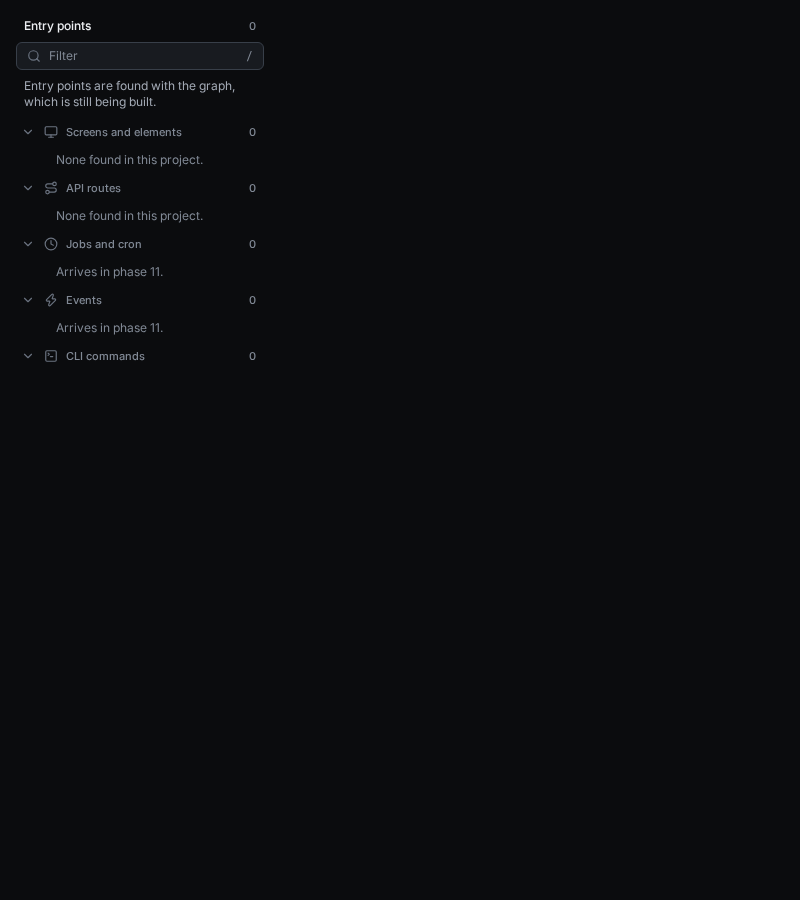 Entry points 0
Filter /
Entry points are found with the graph,
which is still being built.
Screens and elements 0
None found in this project.
API routes 0
None found in this project.
Jobs and cron 0
Arrives in phase 11.
Events 0
Arrives in phase 11.
CLI commands 0